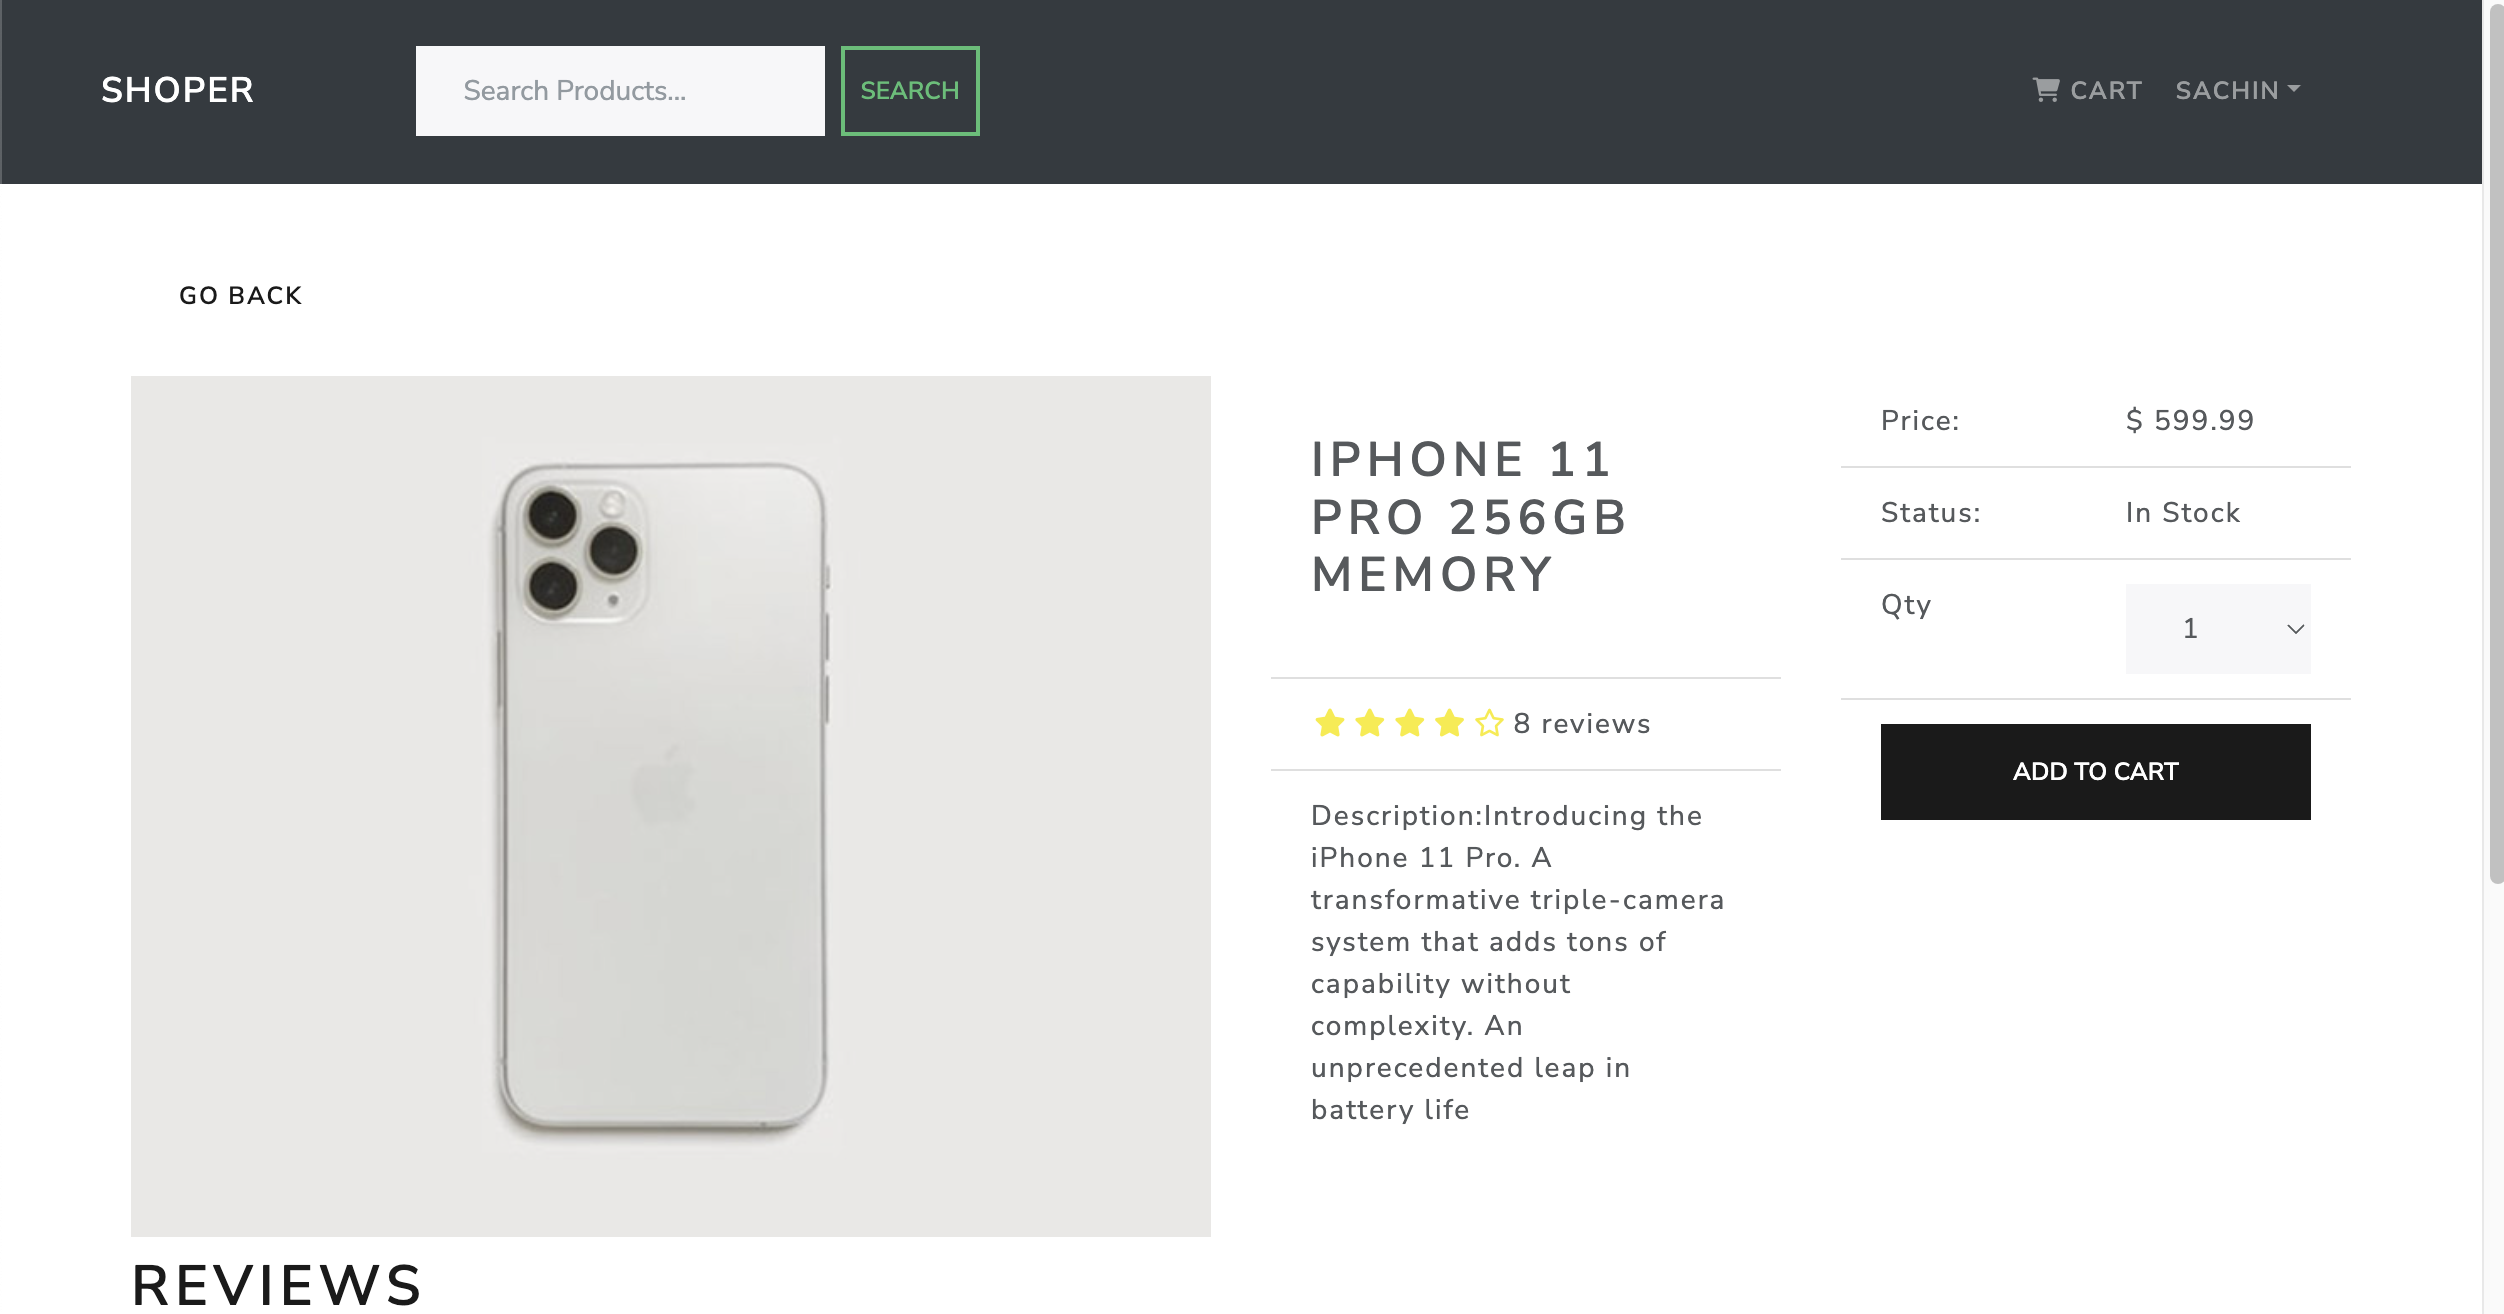 SHOPER
Search Products...
SEARCH
CART
SACHIN
GO BACK
IPHONE 11
PRO 256GB
MEMORY
8 reviews
Description:Introducing the
iPhone 11 Pro. A
transformative triple-camera
system that adds tons of
capability without
complexity. An
unprecedented leap in
battery life
Price: $ 599.99
Status: In Stock
Qty 1
ADD TO CART
REVIEWS